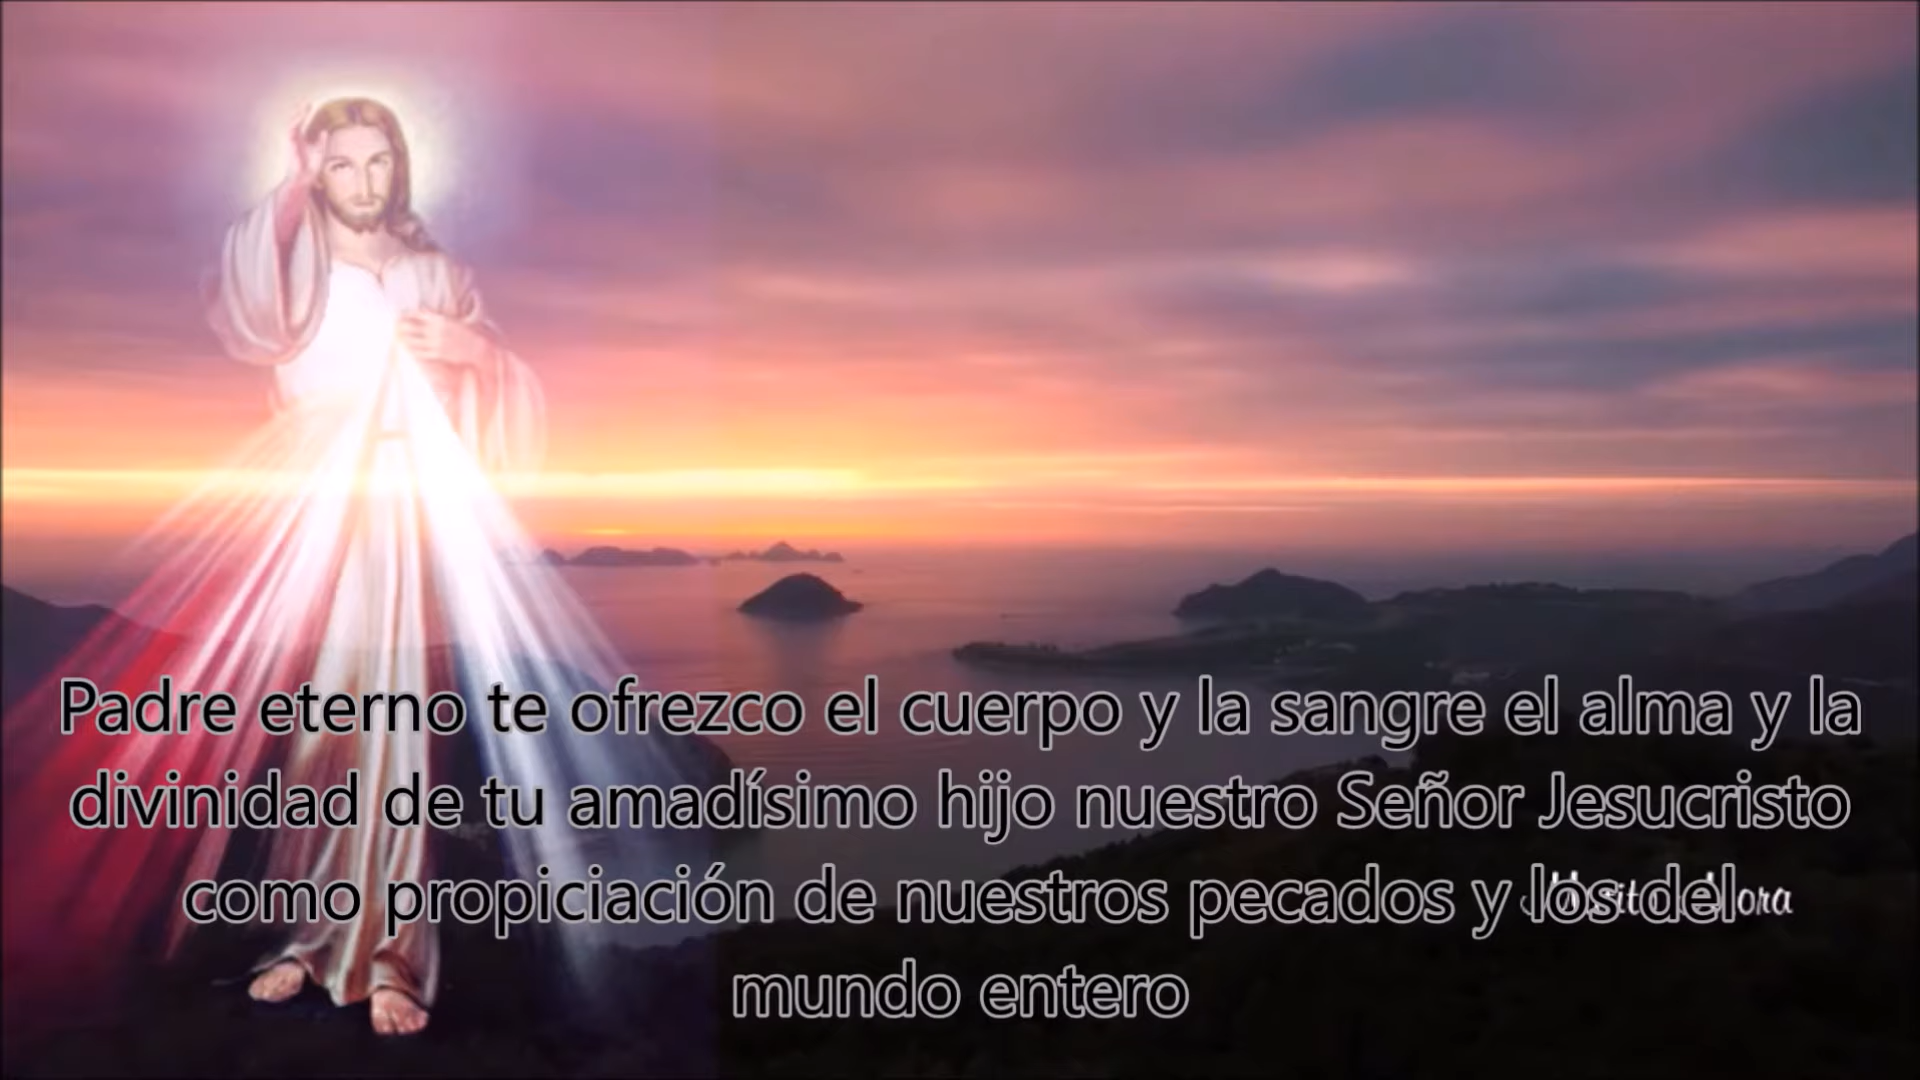 Padre eterno te ofrezco el cuerpo y la sangre el alma y la
divinidad de tu amadísimo hijo nuestro Señor Jesucristo
como propiciación de nuestros pecados y los del
mundo entero